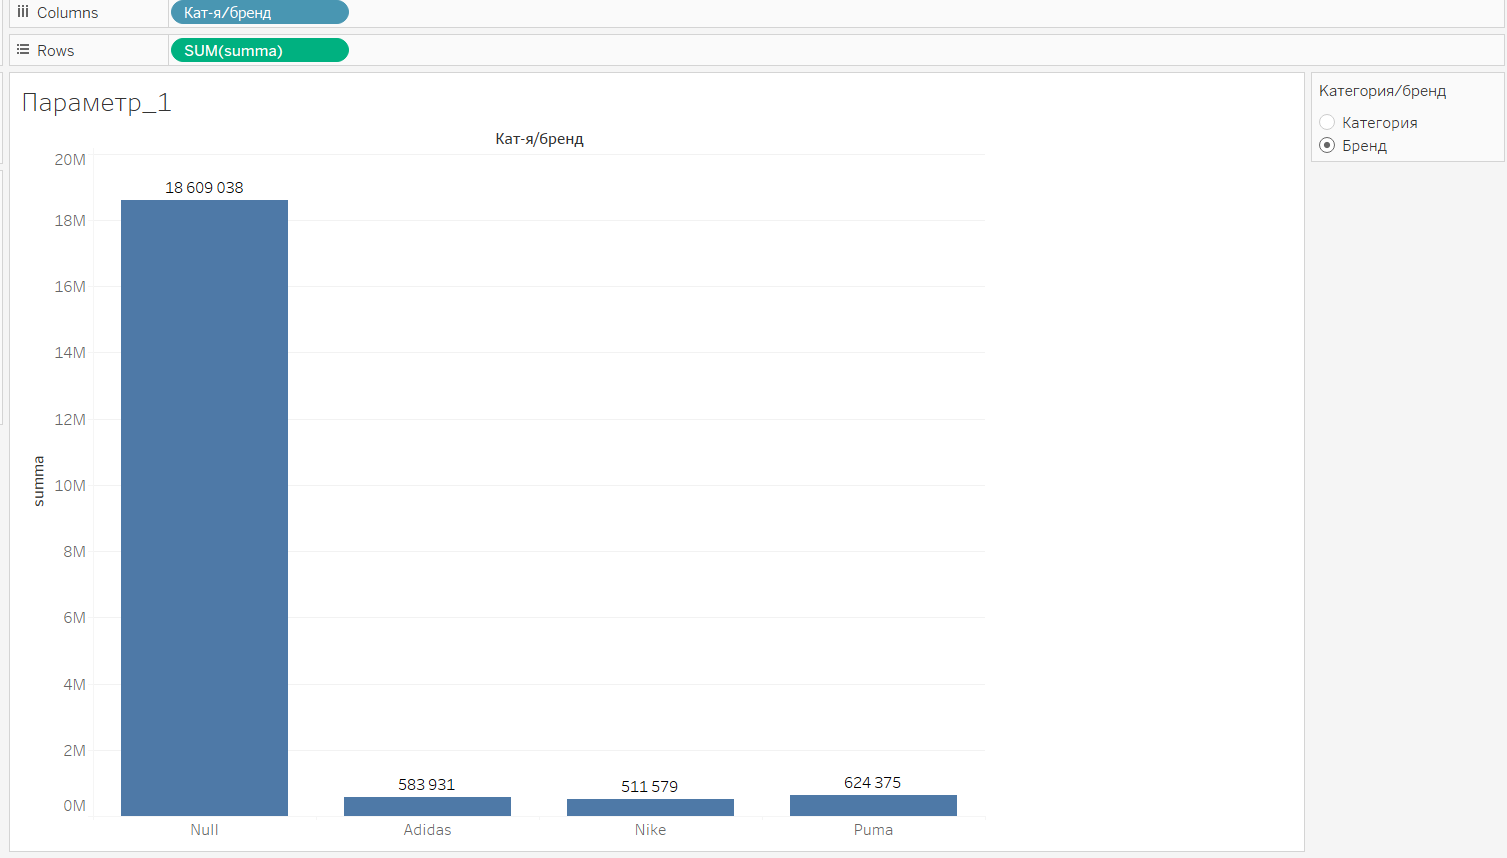 Columns
Кат-я/бренд
Rows
SUM(summa)
Параметр_1
Кат-я/бренд
20M
18M
16M
14M
12M
10M
8M
6M
4M
2M
0M
summa
18 609 038
583 931
511 579
624 375
Null
Adidas
Nike
Puma
Категория/бренд
Категория
Бренд